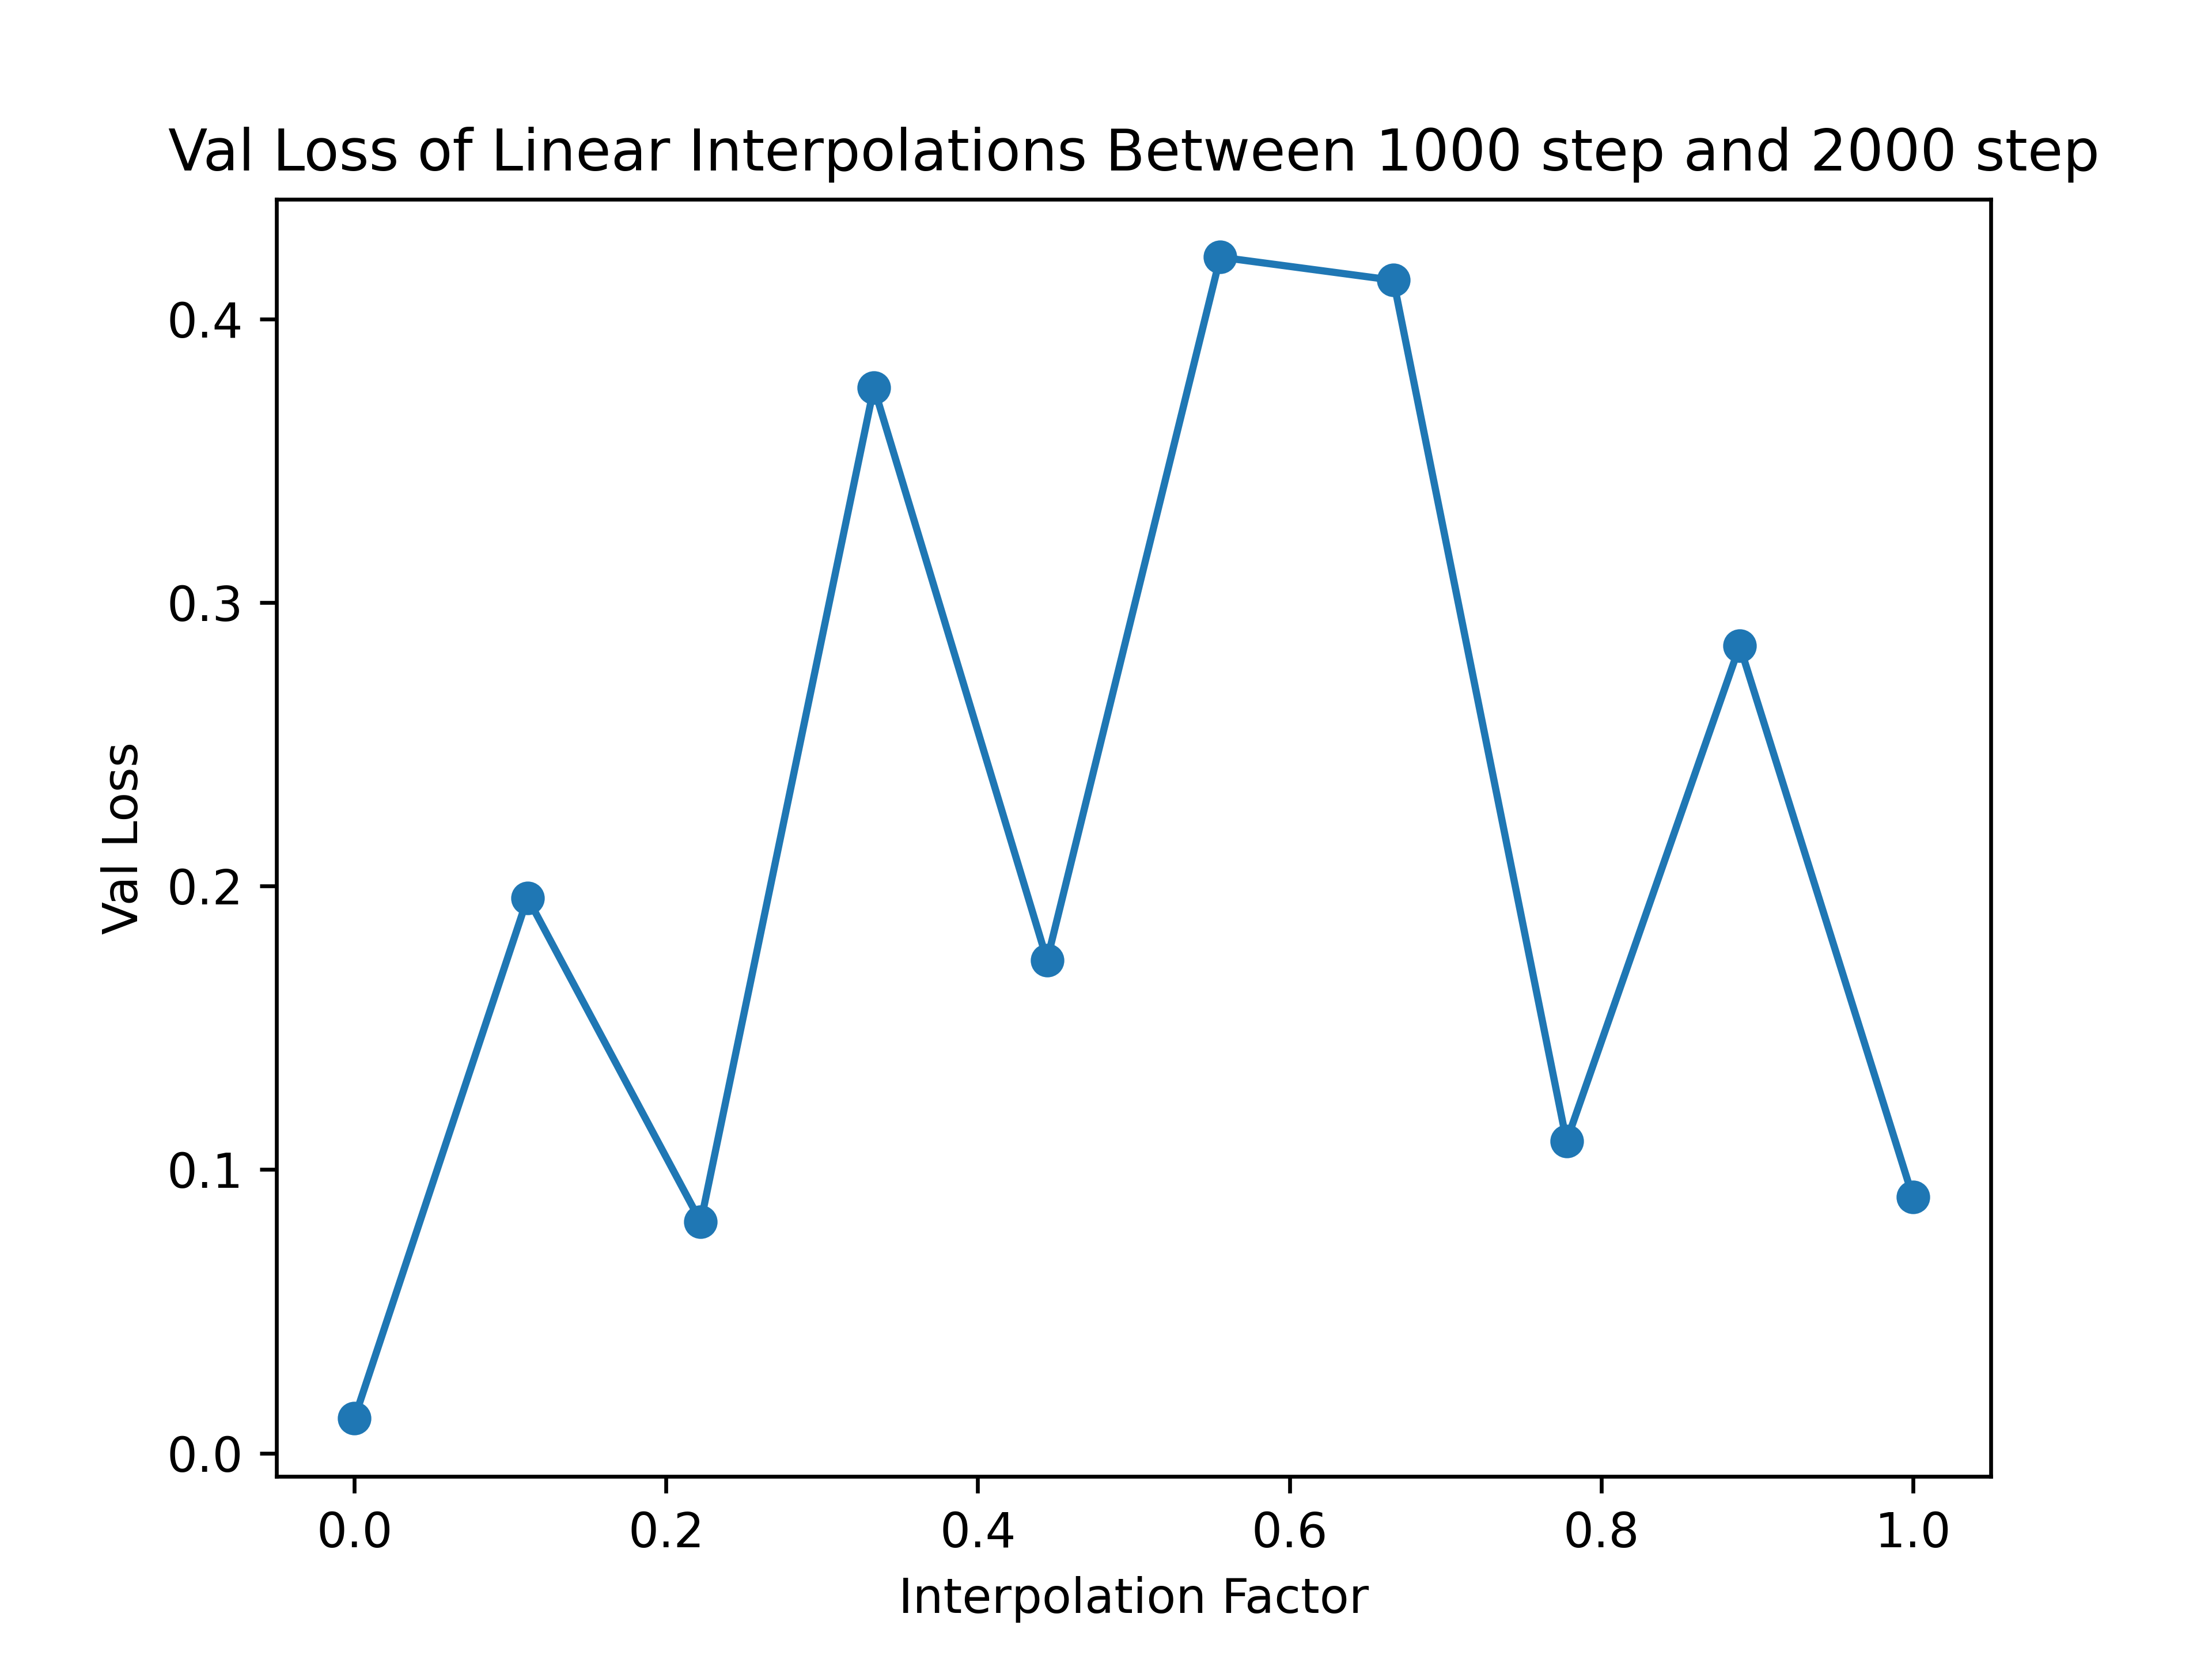 Val Loss of Linear Interpolations Between 1000 step and 2000 step
0.4
0.3
0.2
0.1
0.0
Val Loss
0.0 0.2 0.4 0.6 0.8 1.0
Interpolation Factor